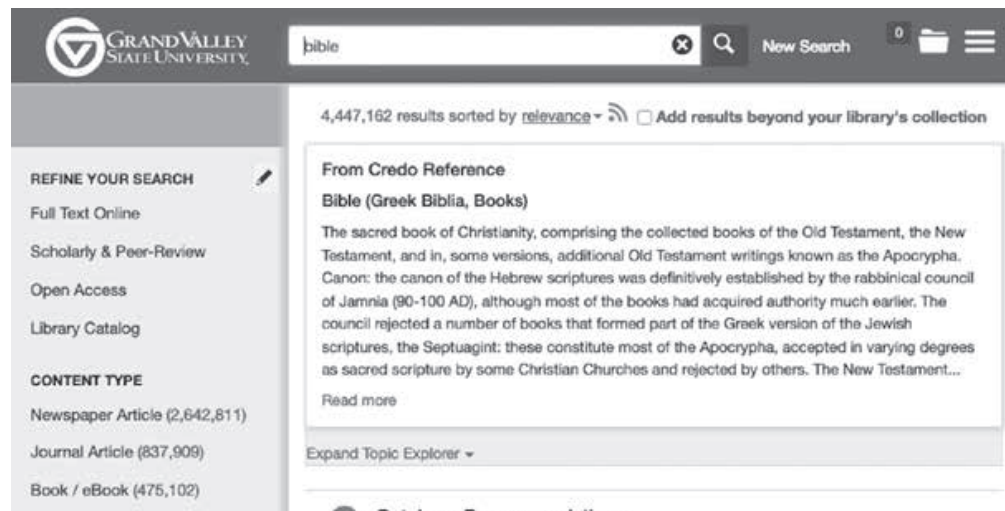 GRAND VALLEY
STATE UNIVERSITY
bible
New Search
0
4,447,162 results sorted by relevance
Add results beyond your library's collection
REFINE YOUR SEARCH
Full Text Online
Scholarly & Peer-Review
Open Access
Library Catalog
CONTENT TYPE
Newspaper Article (2,642,811)
Journal Article (837,909)
Book / eBook (475,102)
From Credo Reference
Bible (Greek Biblia, Books)
The sacred book of Christianity, comprising the collected books of the Old Testament, the New
Testament, and in, some versions, additional Old Testament writings known as the Apocrypha.
Canon: the canon of the Hebrew scriptures was definitively established by the rabbinical council
of Jamnia (90-100 AD), although most of the books had acquired authority much earlier. The
council rejected a number of books that formed part of the Greek version of the Jewish
scriptures, the Septuagint: these constitute most of the Apocrypha, accepted in varying degrees
as sacred scripture by some Christian Churches and rejected by others. The New Testament...
Read more
Expand Topic Explorer